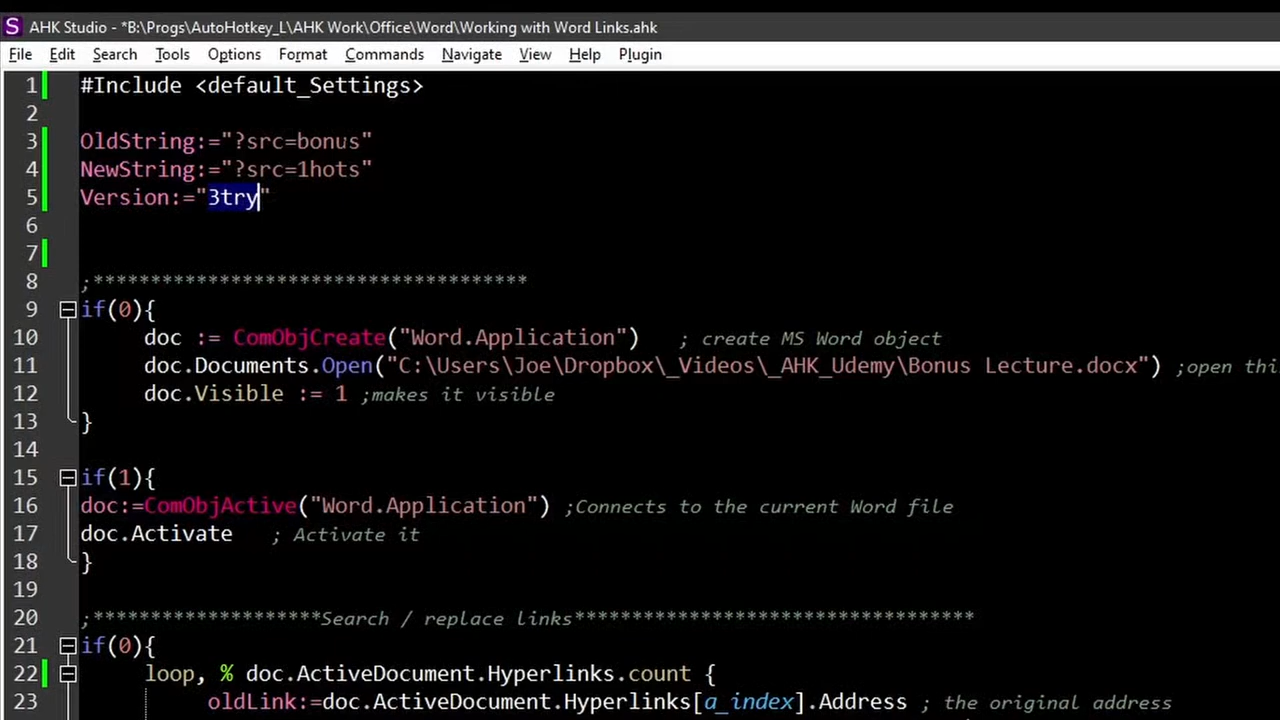 S AHK Studio - *B:\Progs\AutoHotkey_L\AHK Work\Office\Word\Working with Word Links.ahk
File Edit Search Tools Options Format Commands Navigate View Help Plugin
1 #Include <default_Settings>
2
3 OldString:="?src=bonus"
4 NewString:="?src=1hots"
5 Version:="3try"
6
7
8 ;*************************************
9 if(0){
10 doc := ComObjCreate("Word.Application") ; create MS Word object
11 doc.Documents.Open("C:\Users\Joe\Dropbox\_Videos\_AHK_Udemy\Bonus Lecture.docx") ;open thi
12 doc.Visible := 1 ;makes it visible
13 }
14
15 if(1){
16 doc:=ComObjActive("Word.Application") ;Connects to the current Word file
17 doc.Activate ; Activate it
18 }
19
20 ;*******************Search / replace links*********************************
21 if(0){
22 loop, % doc.ActiveDocument.Hyperlinks.count {
23 oldLink:=doc.ActiveDocument.Hyperlinks[a_index].Address ; the original address